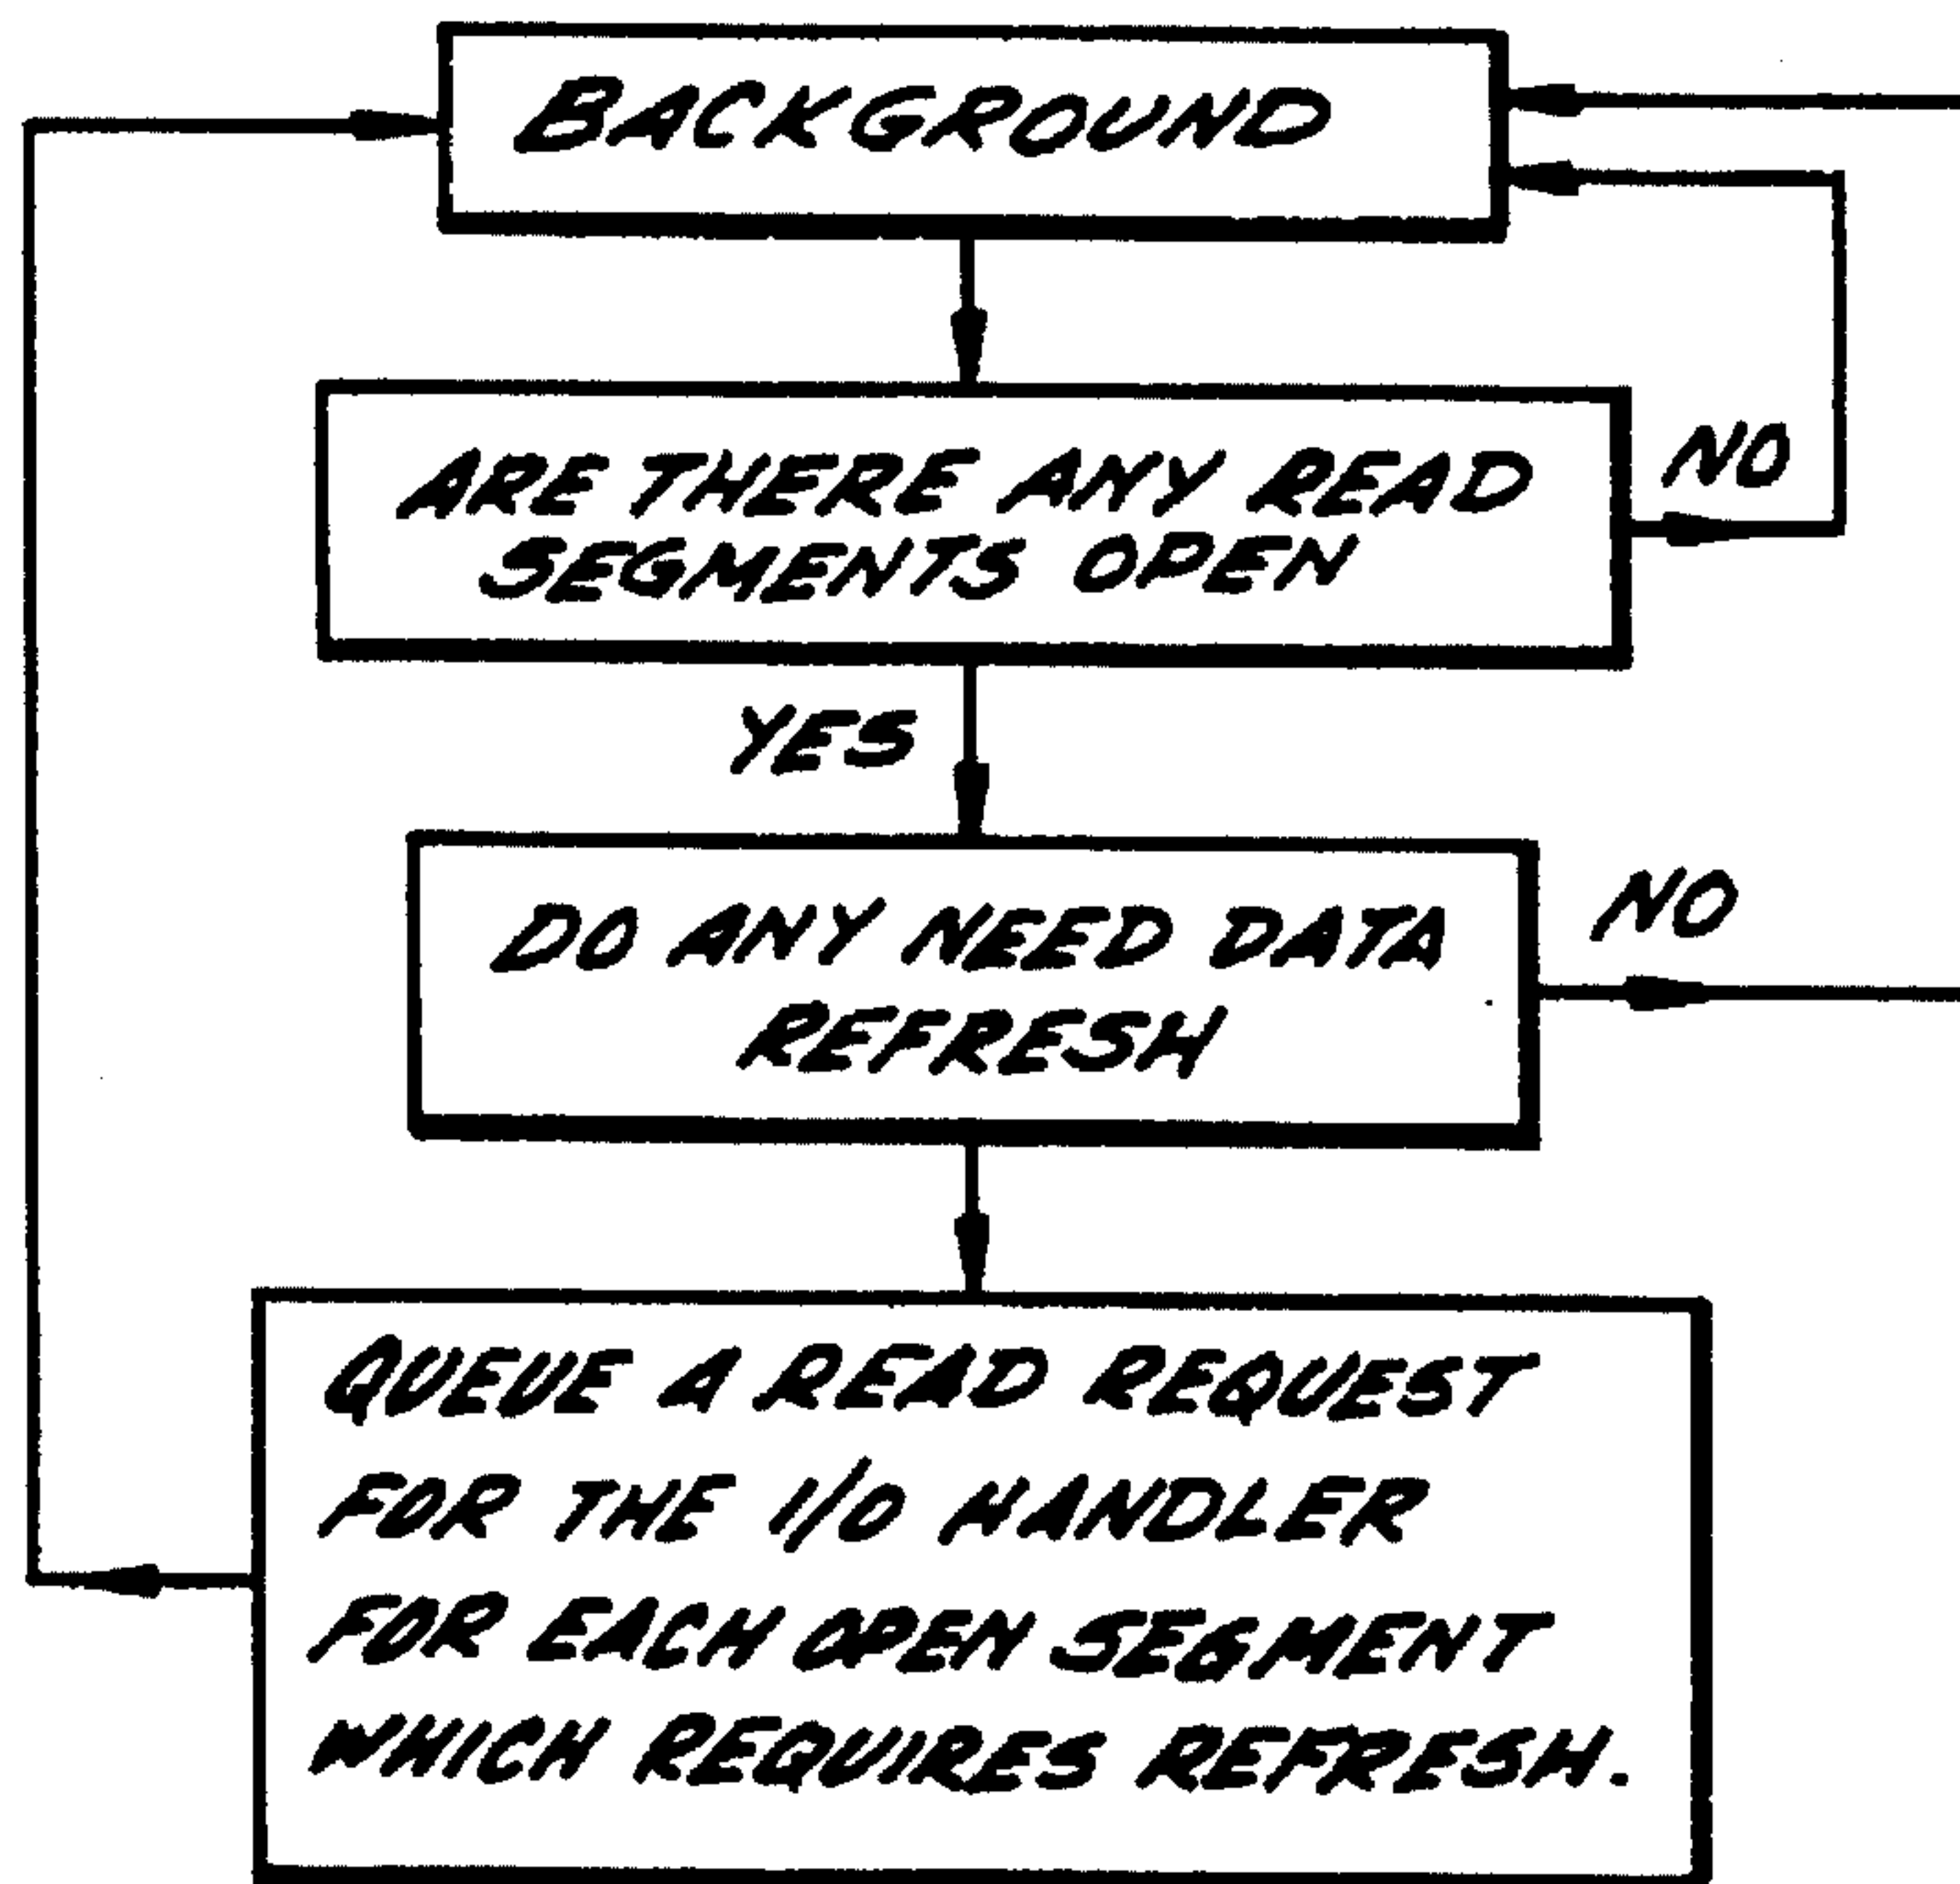 BACKGROUND
ARE THERE ANY READ
SEGMENTS OPEN
NO
YES
DO ANY NEED DATA
REFRESH
NO
QUEUE A READ REQUEST
FOR THE I/O HANDLER
FOR EACH OPEN SEGMENT
WHICH REQUIRES REFRESH.